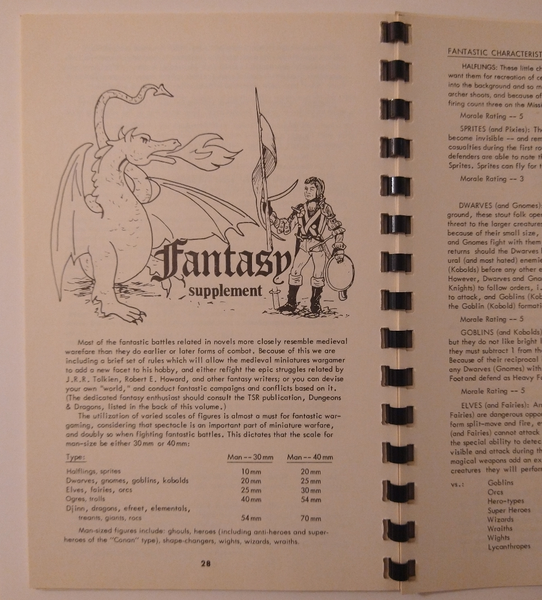 Fantasy
supplement
Most of the fantastic battles related in novels more closely resemble medieval
warefare than they do earlier or later forms of combat. Because of this we are
including a brief set of rules which will allow the medieval miniatures wargamer
to add a new facet to his hobby, and either refight the epic struggles related by
J.R.R. Tolkien, Robert E. Howard, and other fantasy writers; or you can devise
your own "world," and conduct fantastic campaigns and conflicts based on it.
(The dedicated fantasy enthusiast should consult the TSR publication, Dungeons
& Dragons, listed in the back of this volume.)
The utilization of varied scales of figures is almost a must for fantastic war-
gaming, considering that spectacle is an important part of miniature warfare,
and doubly so when fighting fantastic battles. This dictates that the scale for
man-size be either 30mm or 40mm:
Type: Man -- 30mm Man -- 40mm
Halflings, sprites 10mm 20mm
Dwarves, gnomes, goblins, kobolds 20mm 25mm
Elves, fairies, orcs 25mm 30mm
Ogres, trolls 40mm 54mm
Djinn, dragons, efreet, elementals,
treants, giants, rocs 54mm 70mm
Man-sized figures include: ghouls, heroes (including anti-heroes and super-
heroes of the "Conan" type), shape-changers, wights, wizards, wraiths.
28
FANTASTIC CHARACTERIST
HALFLINGS: These little ch
want them for recreation of ce
into the background and so m
archer shoots, and because of
firing count three on the Missi
Morale Rating -- 5
SPRITES (and Pixies): Th
become invisible -- and rem
casualties during the first ro
defenders are able to note th
Sprites. Sprites can fly for t
Morale Rating -- 3
DWARVES (and Gnomes):
ground, these stout folk oper
threat to the larger creatures
because of their small size,
and Gnomes fight with them
returns should the Dwarves
ural (and most hated) enemie
(Kobolds) before any other e
However, Dwarves and Gno
Knights) to follow orders, i.
to attack, and Goblins (Kob
the Goblin (Kobold) formati
Morale Rating -- 5
GOBLINS (and Kobolds)
but they do not like bright l
they must subtract 1 from th
Because of their reciprocal
any Dwarves (Gnomes) with
Foot and defend as Heavy F
Morale Rating -- 5
ELVES (and Fairies): An
Fairies) are dangerous oppo
form split-move and fire, e
(and Fairies) cannot attack
the special ability to detec
visible and attack during th
magical weapons add an ex
creatures they will perform
vs.: Goblins
Orcs
Hero-types
Super Heroes
Wizards
Wraiths
Wights
Lycanthropes